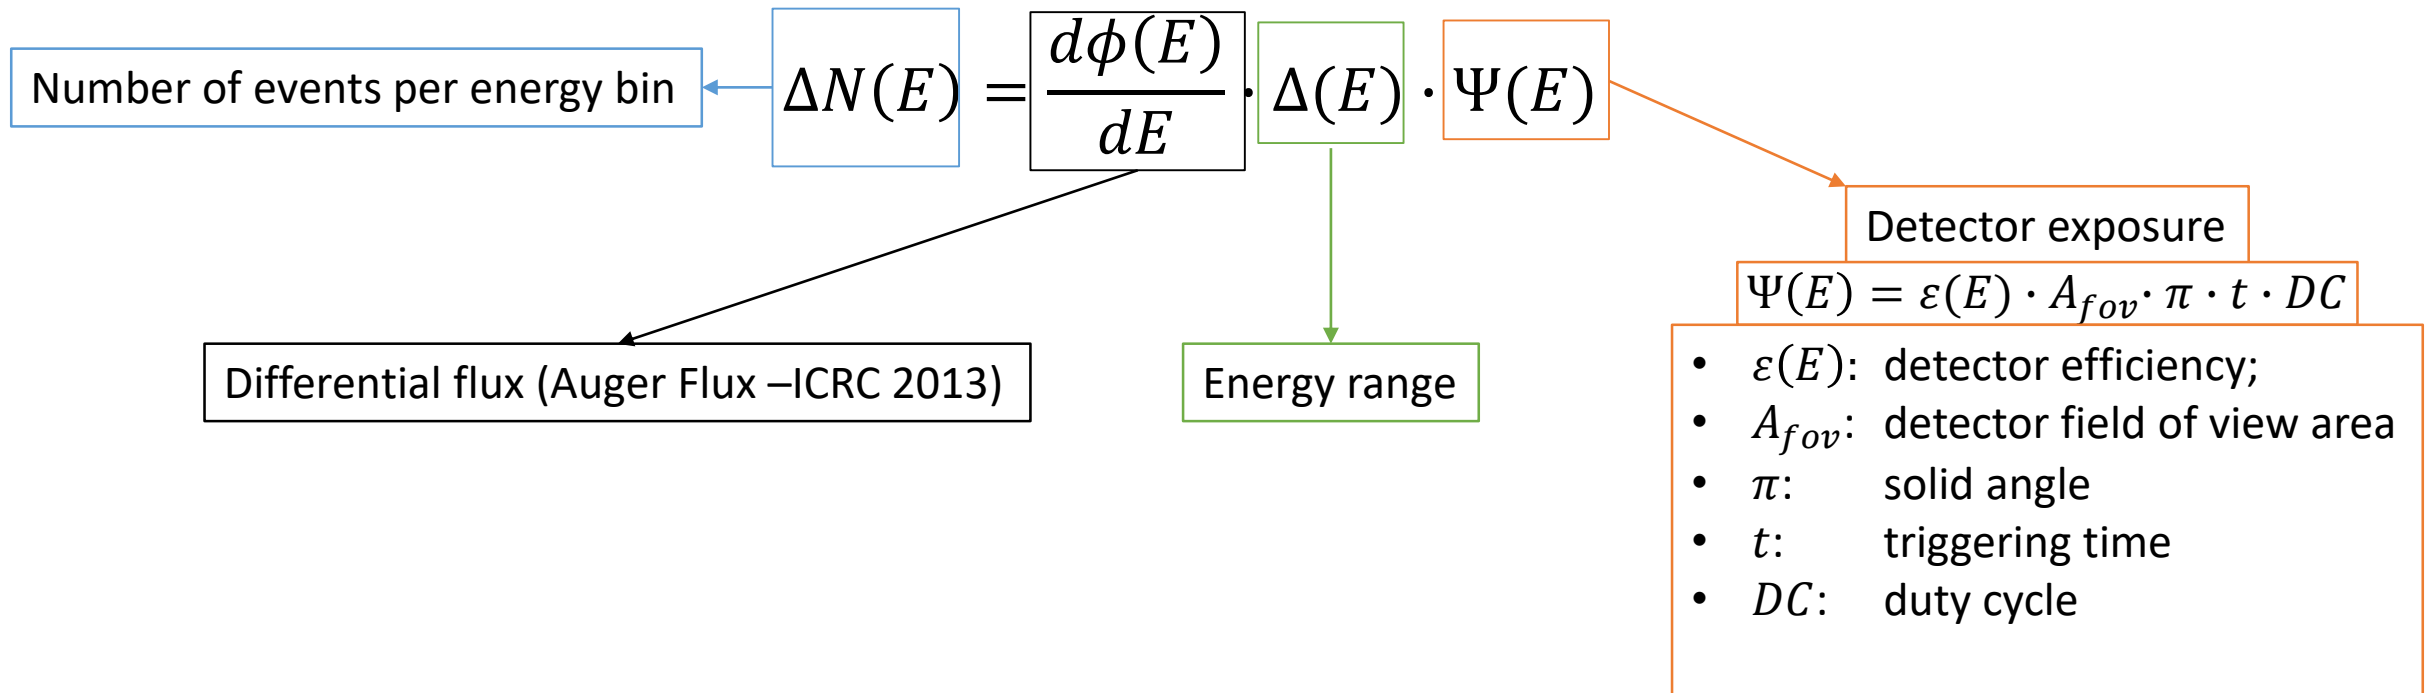 Number of events per energy bin
ΔN(E) = dϕ(E)/dE · Δ(E) · Ψ(E)
Detector exposure
Ψ(E) = ε(E) · A_fov · π · t · DC
Differential flux (Auger Flux –ICRC 2013)
Energy range
• ε(E): detector efficiency;
• A_fov: detector field of view area
• π: solid angle
• t: triggering time
• DC: duty cycle